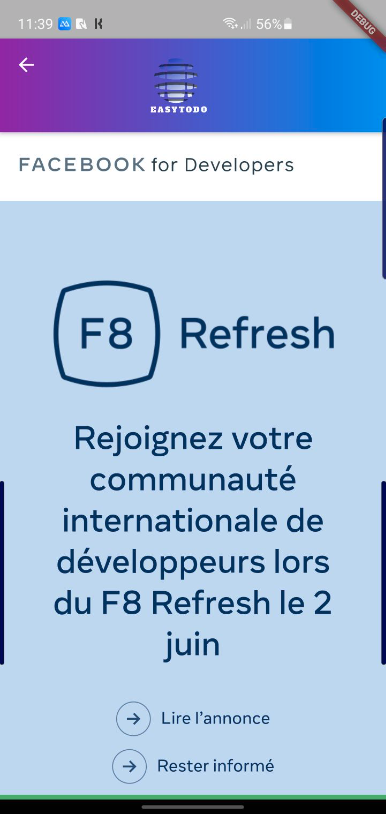 11:39
56%
DEBUG
EASYTODO
FACEBOOK for Developers
F8 Refresh
Rejoignez votre
communauté
internationale de
développeurs lors
du F8 Refresh le 2
juin
Lire l’annonce
Rester informé